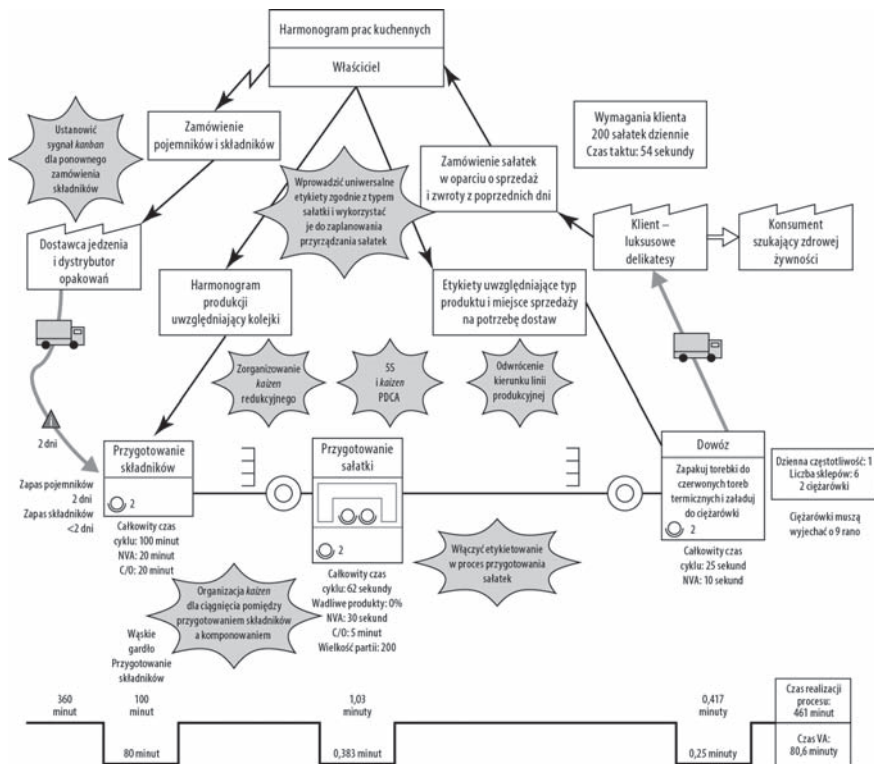 Harmonogram prac kuchennych
Właściciel
Zamówienie
pojemników i składników
Ustanowić
sygnał kanban
dla ponownego
zamówienia
składników
Wprowadzić uniwersalne
etykiety zgodnie z typem
sałatki i wykorzystać
je do zaplanowania
przyrządzania sałatek
Zamówienie sałatek
w oparciu o sprzedaż
i zwroty z poprzednich dni
Wymagania klienta
200 sałatek dziennie
Czas taktu: 54 sekundy
Dostawca jedzenia
i dystrybutor
opakowań
Klient –
luksusowe
delikatesy
Konsument
szukający zdrowej
żywności
Harmonogram
produkcji
uwzględniający kolejki
Etykiety uwzględniające typ
produktu i miejsce sprzedaży
na potrzebę dostaw
Zorganizowanie
kaizen
redukcyjnego
5S
i kaizen
PDCA
Odwrócenie
kierunku linii
produkcyjnej
2 dni
Zapas pojemników
2 dni
Zapas składników
<2 dni
Przygotowanie
składników
2
Całkowity czas
cyklu: 100 minut
NVA: 20 minut
C/O: 20 minut
Przygotowanie
sałatki
2
Całkowity czas
cyklu: 62 sekundy
Wadliwe produkty: 0%
NVA: 30 sekund
C/O: 5 minut
Wielkość partii: 200
Dowóz
Zapakuj torebki do
czerwonych toreb
termicznych i załaduj
do ciężarówki
2
Całkowity czas
cyklu: 25 sekund
NVA: 10 sekund
Dzienna częstotliwość: 1
Liczba sklepów: 6
2 ciężarówki
Ciężarówki muszą
wyjechać o 9 rano
Włączyć etykietowanie
w proces przygotowania
sałatek
Organizacja kaizen
dla ciągnięcia pomiędzy
przygotowaniem składników
a komponowaniem
Wąskie
gardło
Przygotowanie
składników
360
minut
100
minut
80 minut
1,03
minuty
0,383 minut
0,417
minuty
0,25 minuty
Czas realizacji
procesu:
461 minut
Czas VA:
80,6 minuty